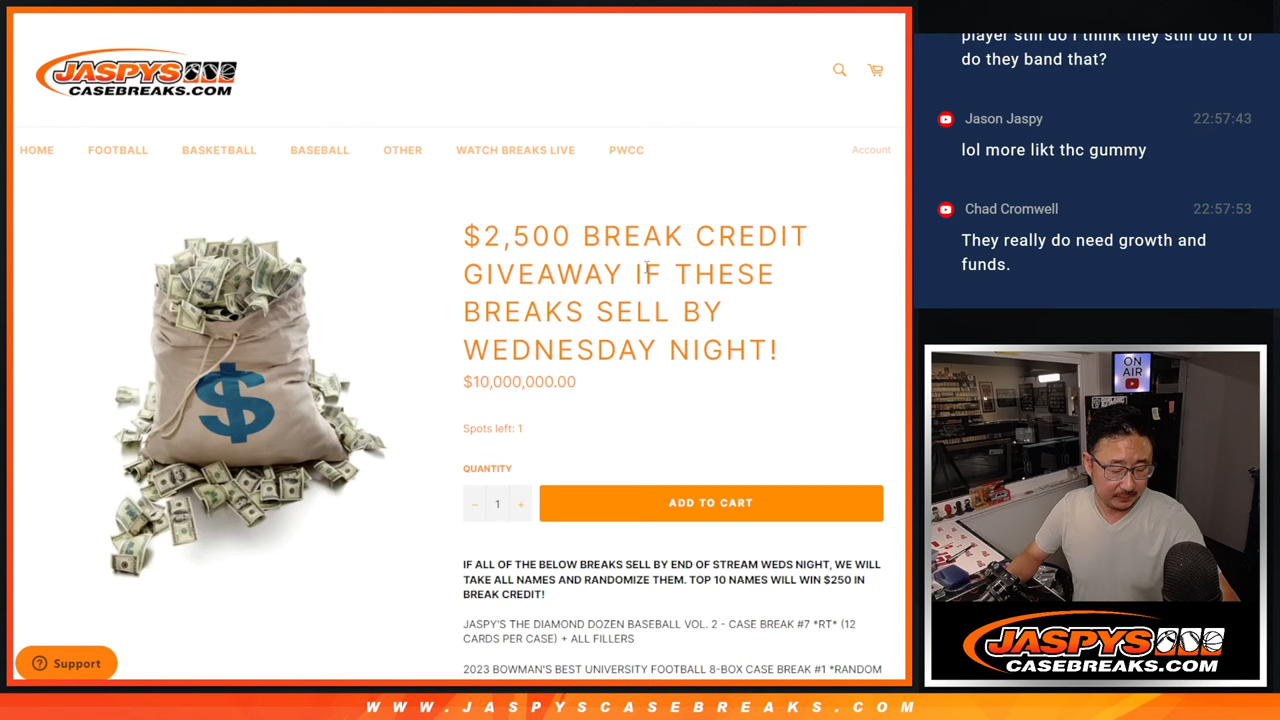 JASPYS
CASEBREAKS.COM
HOME
FOOTBALL
BASKETBALL
BASEBALL
OTHER
WATCH BREAKS LIVE
PWCC
Account
$2,500 BREAK CREDIT
GIVEAWAY IF THESE
BREAKS SELL BY
WEDNESDAY NIGHT!
$10,000,000.00
Spots left: 1
QUANTITY
− 1 +
ADD TO CART
IF ALL OF THE BELOW BREAKS SELL BY END OF STREAM WEDS NIGHT, WE WILL
TAKE ALL NAMES AND RANDOMIZE THEM. TOP 10 NAMES WILL WIN $250 IN
BREAK CREDIT!
JASPY'S THE DIAMOND DOZEN BASEBALL VOL. 2 - CASE BREAK #7 *RT* (12
CARDS PER CASE) + ALL FILLERS
2023 BOWMAN'S BEST UNIVERSITY FOOTBALL 8-BOX CASE BREAK #1 *RANDOM
$
Support
player still do I think they still do it or
do they band that?
Jason Jaspy 22:57:43
lol more likt thc gummy
Chad Cromwell 22:57:53
They really do need growth and
funds.
ON
AIR
JASPYS
CASEBREAKS.COM
WWW.JASPYSCASEBREAKS.COM